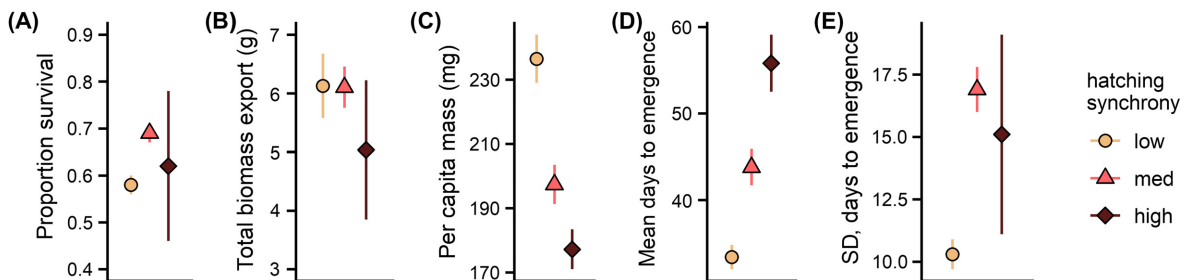 (A)
Proportion survival
0.9
0.8
0.7
0.6
0.5
0.4
(B)
Total biomass export (g)
7
6
5
4
3
(C)
Per capita mass (mg)
230
210
190
170
(D)
Mean days to emergence
60
50
40
(E)
SD, days to emergence
17.5
15.0
12.5
10.0
hatching
synchrony
low
med
high